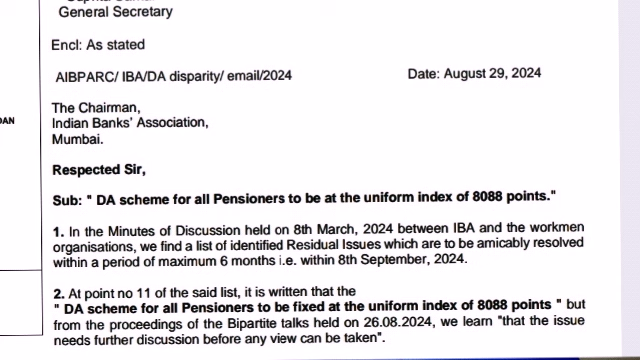 General Secretary
Encl: As stated
AIBPARC/ IBA/DA disparity/ email/2024 Date: August 29, 2024
The Chairman,
Indian Banks' Association,
Mumbai.
Respected Sir,
Sub: " DA scheme for all Pensioners to be at the uniform index of 8088 points."
1. In the Minutes of Discussion held on 8th March, 2024 between IBA and the workmen
organisations, we find a list of identified Residual Issues which are to be amicably resolved
within a period of maximum 6 months i.e. within 8th September, 2024.
2. At point no 11 of the said list, it is written that the
" DA scheme for all Pensioners to be fixed at the uniform index of 8088 points " but
from the proceedings of the Bipartite talks held on 26.08.2024, we learn "that the issue
needs further discussion before any view can be taken".